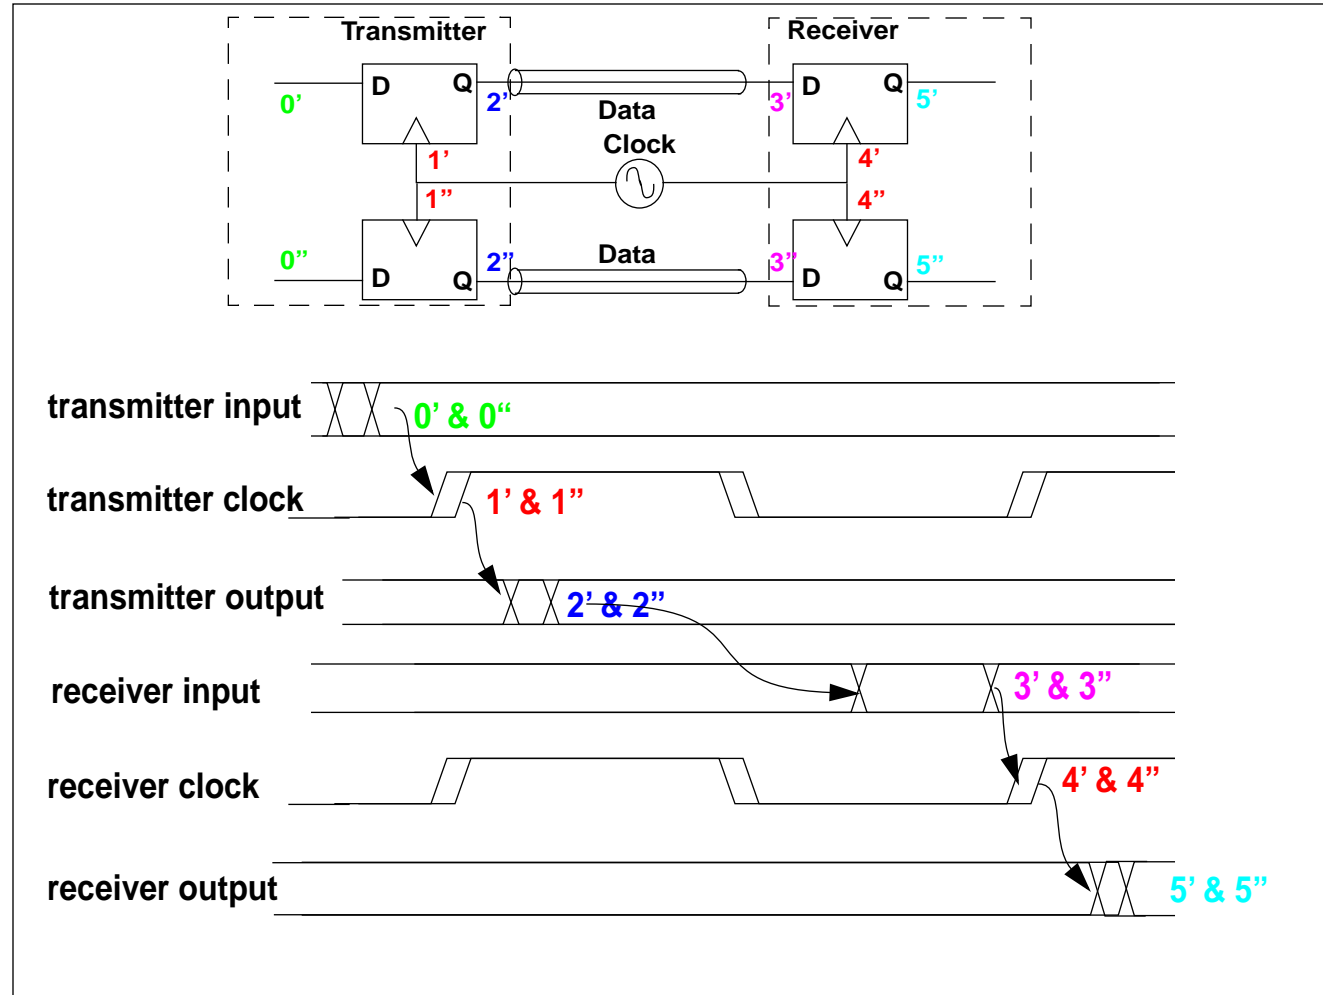 Transmitter
Receiver
D
Q
D
Q
0’
2’
3’
5’
Data
Clock
1’
4’
1”
4”
0”
2”
Data
3”
5”
D
Q
D
Q
transmitter input
0’ & 0“
transmitter clock
1’ & 1”
transmitter output
2’ & 2”
receiver input
3’ & 3”
receiver clock
4’ & 4”
receiver output
5’ & 5”